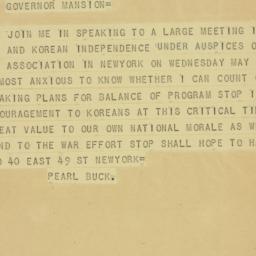 GOVERNOR MANSION=
JOIN ME IN SPEAKING TO A LARGE MEETING
AND KOREAN INDEPENDENCE UNDER AUSPICES O
ASSOCIATION IN NEWYORK ON WEDNESDAY MAY
MOST ANXIOUS TO KNOW WHETHER I CAN COUNT
AKING PLANS FOR BALANCE OF PROGRAM STOP I
OURAGEMENT TO KOREANS AT THIS CRITICAL TI
EAT VALUE TO OUR OWN NATIONAL MORALE AS W
ND TO THE WAR EFFORT STOP SHALL HOPE TO H
40 EAST 49 ST NEWYORK=
PEARL BUCK.